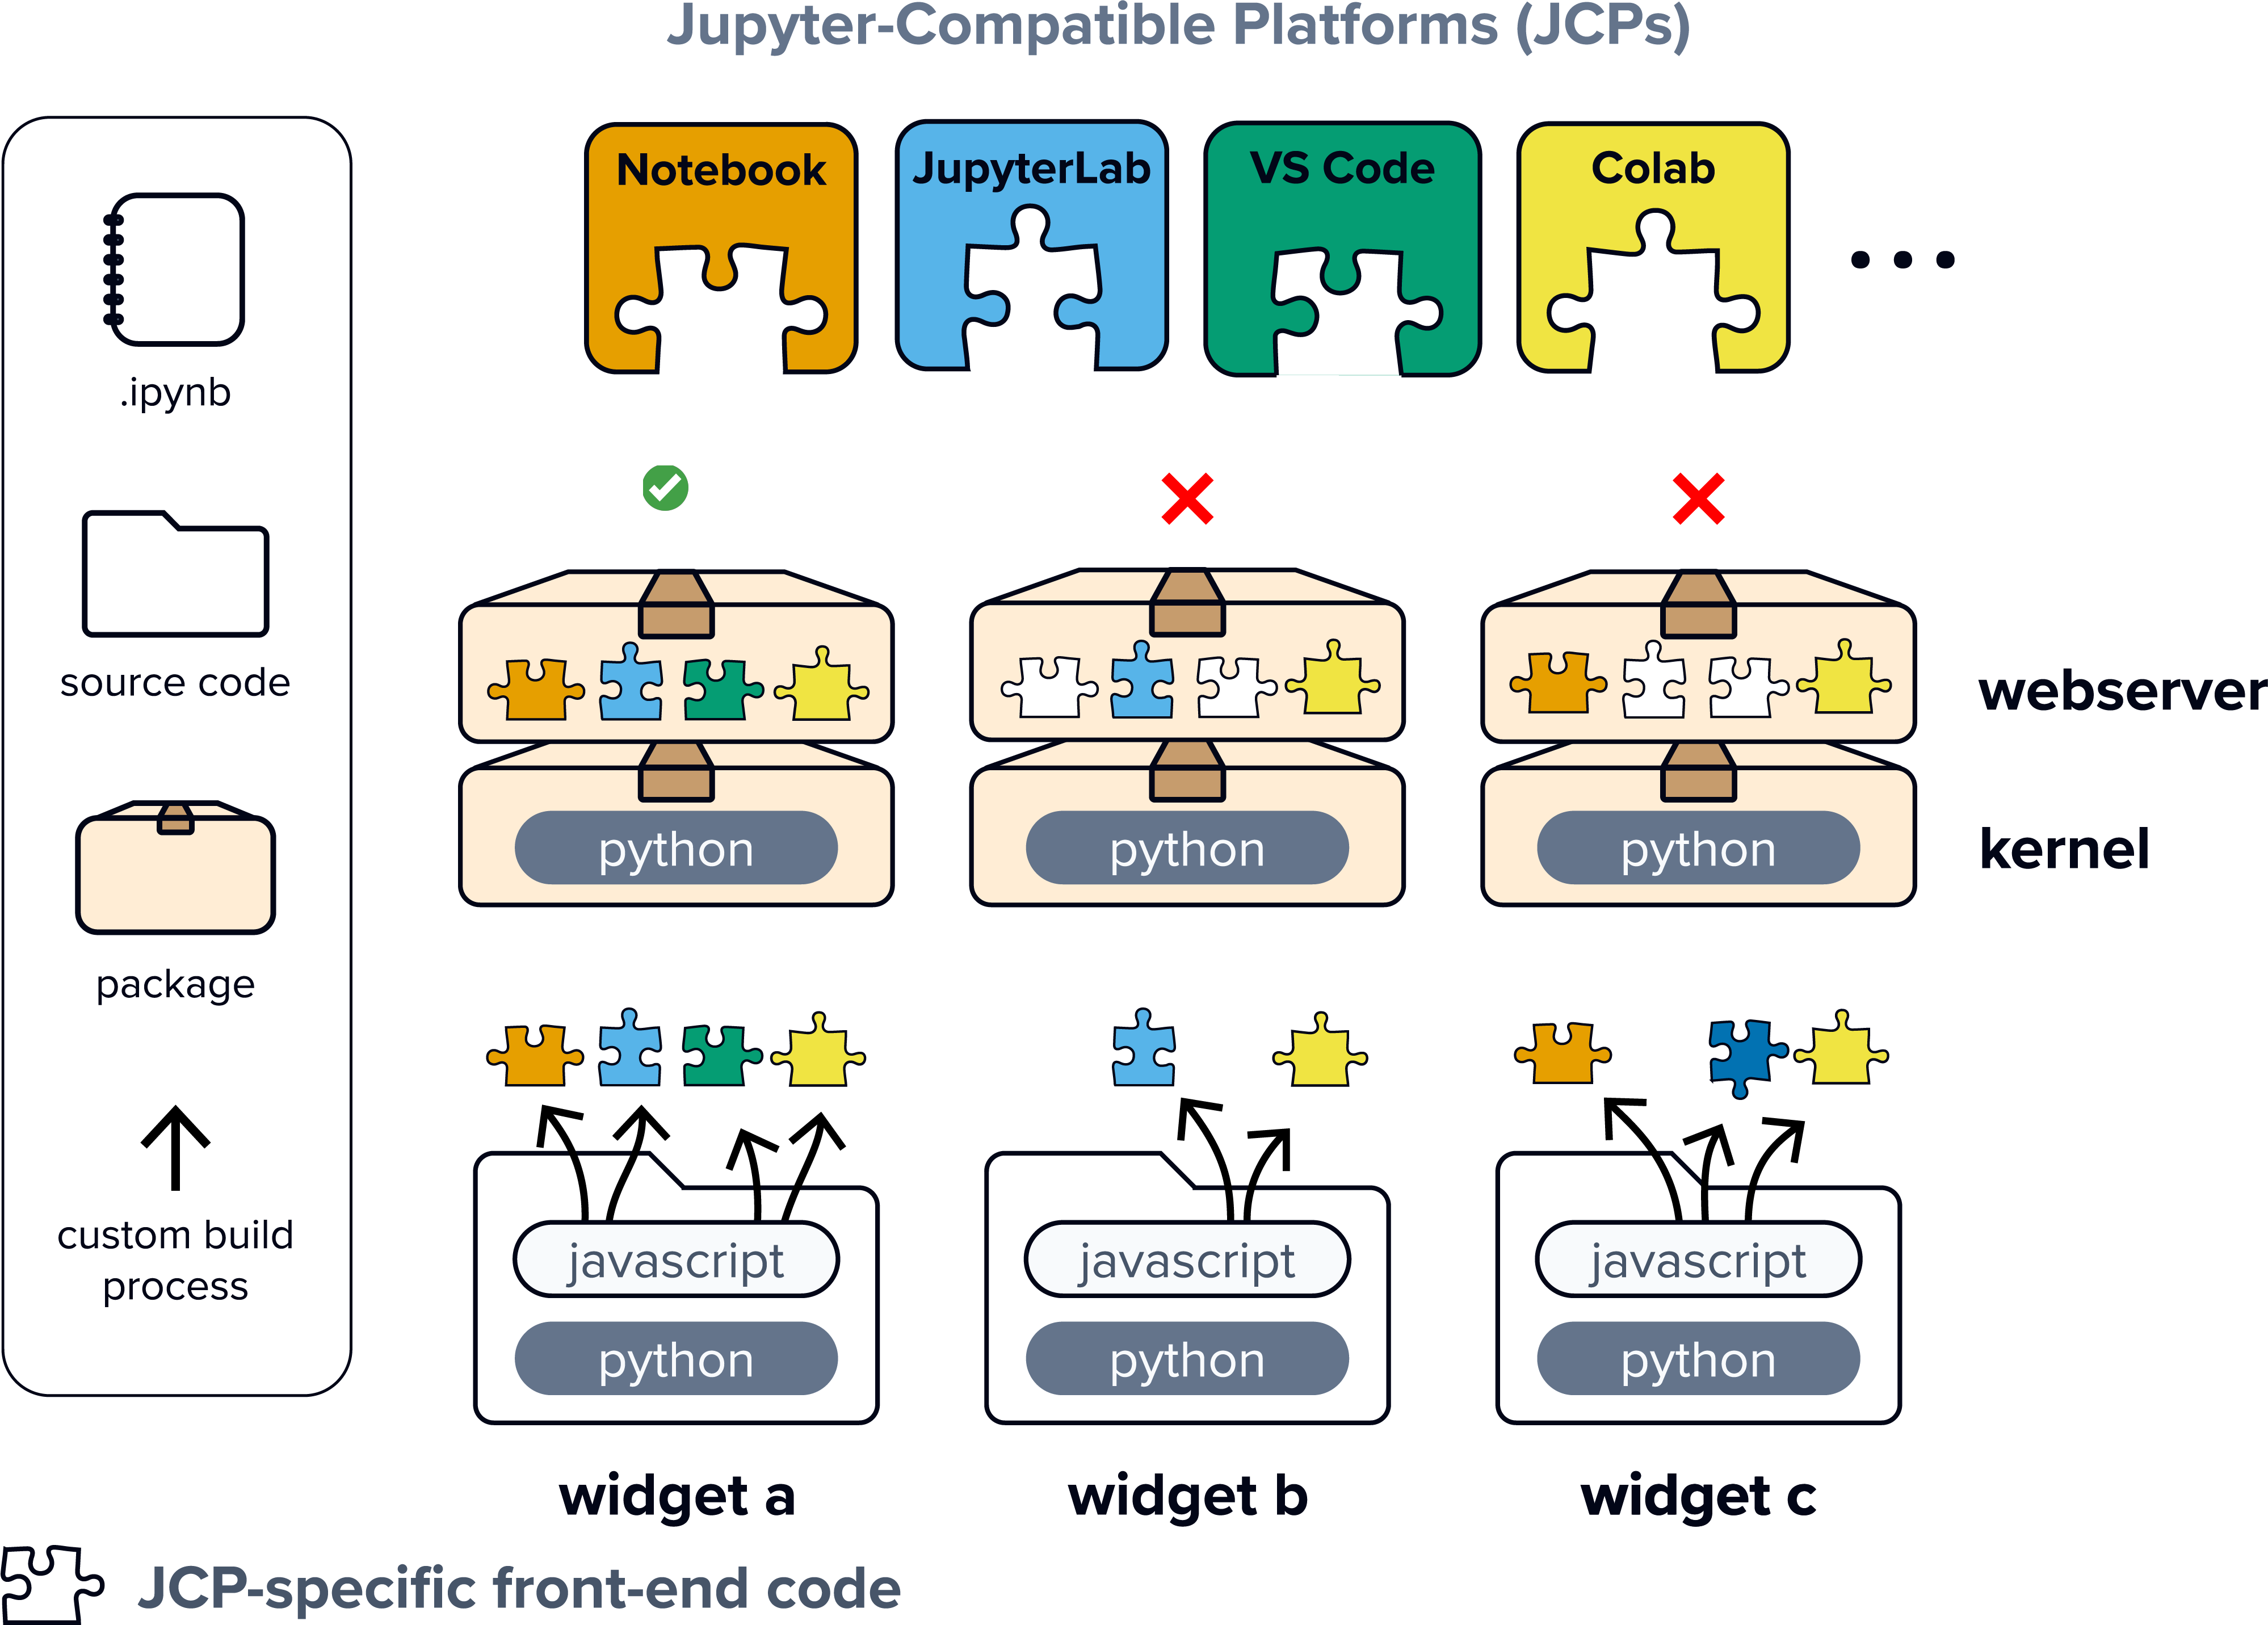 Jupyter-Compatible Platforms (JCPs)
Notebook
JupyterLab
VS Code
Colab
.ipynb
source code
package
custom build
process
webserver
python
python
python
kernel
javascript
javascript
javascript
python
python
python
widget a
widget b
widget c
JCP-specific front-end code